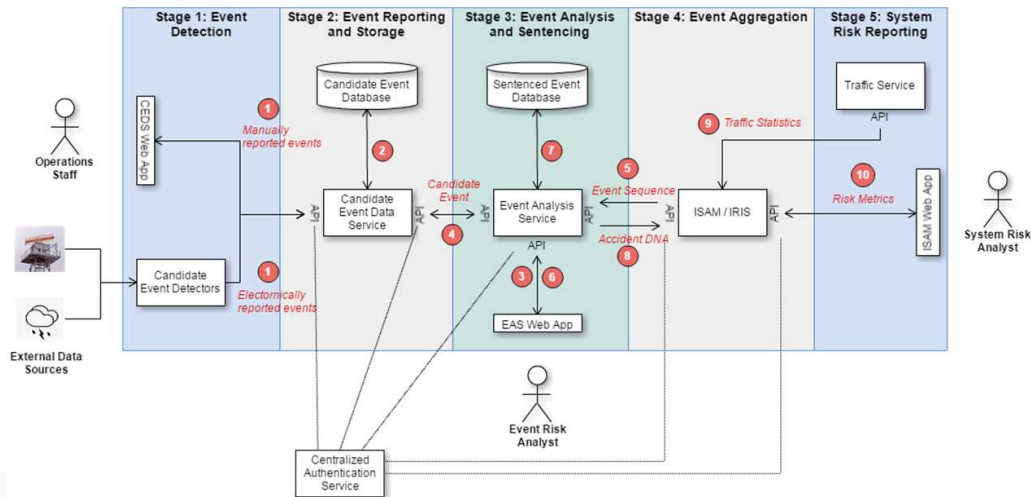 Stage 1: Event
Detection
Stage 2: Event Reporting
and Storage
Stage 3: Event Analysis
and Sentencing
Stage 4: Event Aggregation
Stage 5: System
Risk Reporting
Operations
Staff
CEDS Web App
1
Manually
reported events
Candidate Event
Database
2
Sentenced Event
Database
7
Traffic Service
API
9
Traffic Statistics
API
Candidate
Event Data
Service
API
Candidate
Event
4
API
Event Analysis
Service
API
API
5
Event Sequence
Accident DNA
8
API
ISAM / IRIS
API
10
Risk Metrics
ISAM Web App
System Risk
Analyst
Candidate
Event Detectors
1
Electornically
reported events
3
6
EAS Web App
External Data
Sources
Event Risk
Analyst
Centralized
Authentication
Service